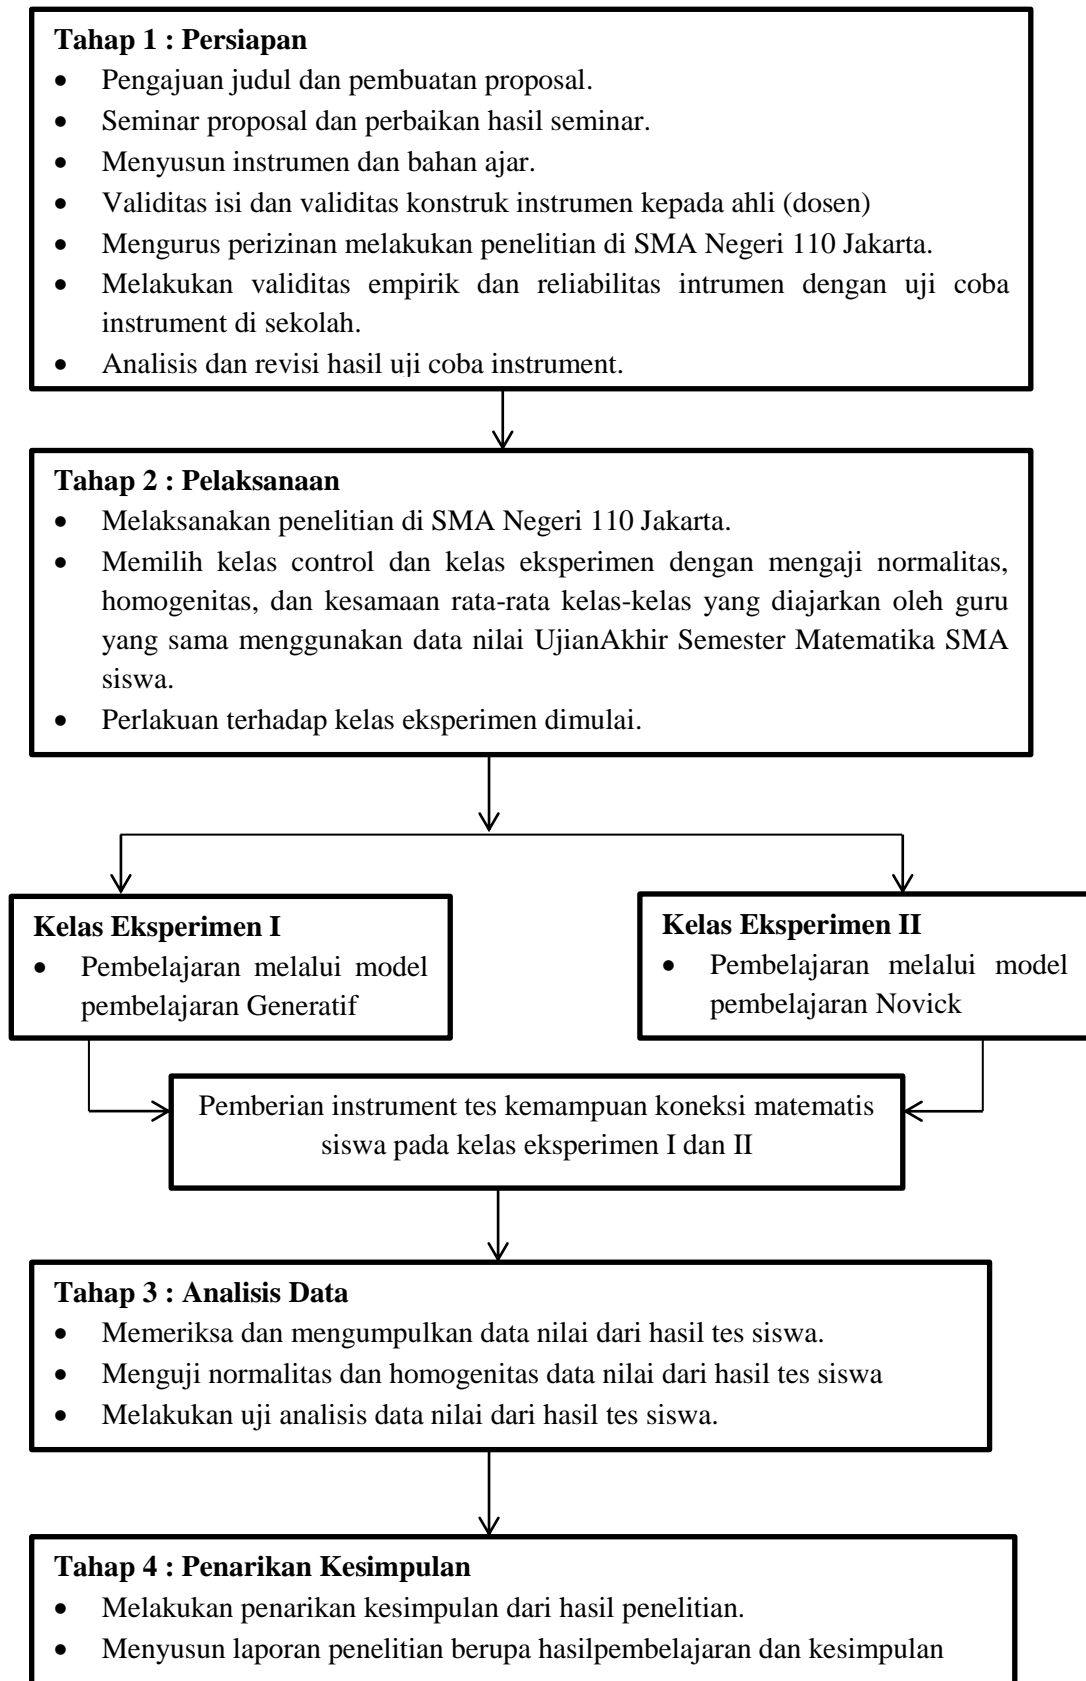 Tahap 1 : Persiapan
• Pengajuan judul dan pembuatan proposal.
• Seminar proposal dan perbaikan hasil seminar.
• Menyusun instrumen dan bahan ajar.
• Validitas isi dan validitas konstruk instrumen kepada ahli (dosen)
• Mengurus perizinan melakukan penelitian di SMA Negeri 110 Jakarta.
• Melakukan validitas empirik dan reliabilitas intrumen dengan uji coba
instrument di sekolah.
• Analisis dan revisi hasil uji coba instrument.
Tahap 2 : Pelaksanaan
• Melaksanakan penelitian di SMA Negeri 110 Jakarta.
• Memilih kelas control dan kelas eksperimen dengan mengaji normalitas,
homogenitas, dan kesamaan rata-rata kelas-kelas yang diajarkan oleh guru
yang sama menggunakan data nilai UjianAkhir Semester Matematika SMA
siswa.
• Perlakuan terhadap kelas eksperimen dimulai.
Kelas Eksperimen I
• Pembelajaran melalui model
pembelajaran Generatif
Kelas Eksperimen II
• Pembelajaran melalui model
pembelajaran Novick
Pemberian instrument tes kemampuan koneksi matematis
siswa pada kelas eksperimen I dan II
Tahap 3 : Analisis Data
• Memeriksa dan mengumpulkan data nilai dari hasil tes siswa.
• Menguji normalitas dan homogenitas data nilai dari hasil tes siswa
• Melakukan uji analisis data nilai dari hasil tes siswa.
Tahap 4 : Penarikan Kesimpulan
• Melakukan penarikan kesimpulan dari hasil penelitian.
• Menyusun laporan penelitian berupa hasilpembelajaran dan kesimpulan